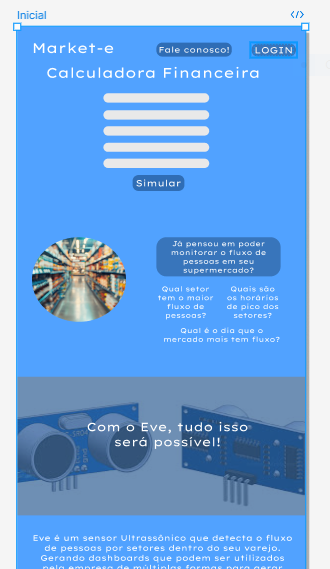 Inicial
Market-e
Fale conosco!
LOGIN
Calculadora Financeira
Simular
Já pensou em poder
monitorar o fluxo de
pessoas em seu
supermercado?
Qual setor
tem o maior
fluxo de
pessoas?
Quais são
os horários
de pico dos
setores?
Qual é o dia que o
mercado mais tem fluxo?
Com o Eve, tudo isso
será possível!
Eve é um sensor Ultrassônico que detecta o fluxo
de pessoas por setores dentro do seu varejo.
Gerando dashboards que podem ser utilizados
pela empresa de múltiplas formas para gerar